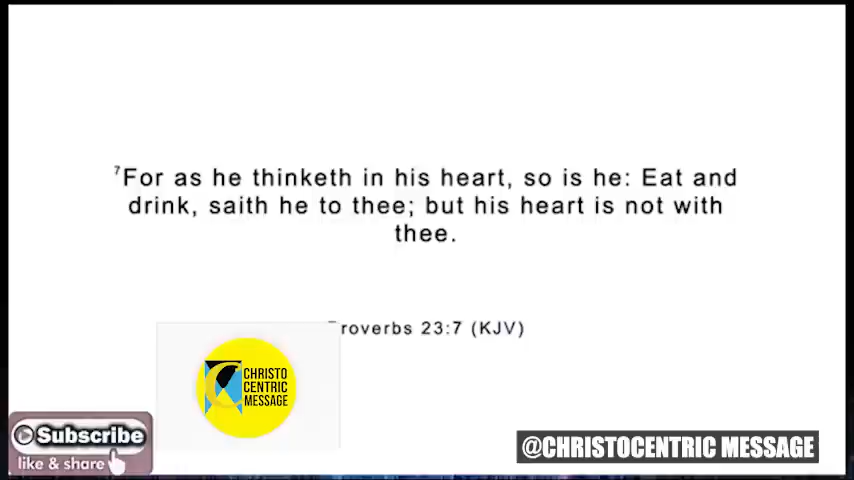 7For as he thinketh in his heart, so is he: Eat and
drink, saith he to thee; but his heart is not with
thee.
Proverbs 23:7 (KJV)
CHRISTO
CENTRIC
MESSAGE
Subscribe
like & share
@CHRISTOCENTRIC MESSAGE